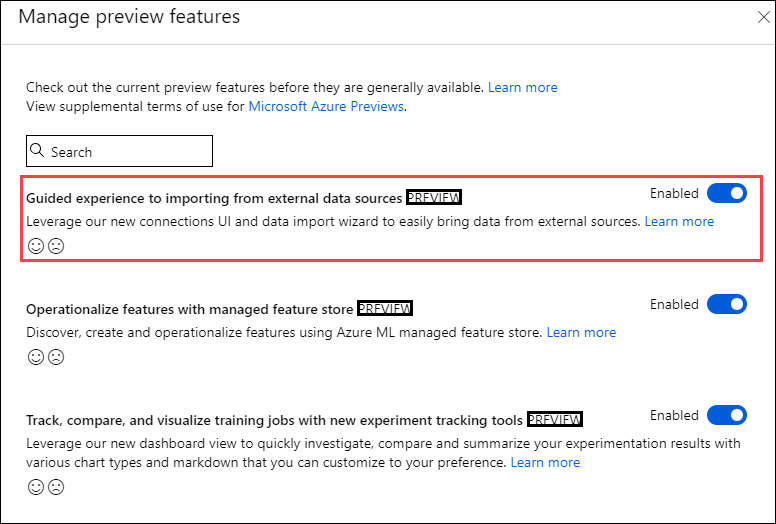 Manage preview features
Check out the current preview features before they are generally available. Learn more
View supplemental terms of use for Microsoft Azure Previews.
Search
Guided experience to importing from external data sources PREVIEW Enabled
Leverage our new connections UI and data import wizard to easily bring data from external sources. Learn more
Operationalize features with managed feature store PREVIEW Enabled
Discover, create and operationalize features using Azure ML managed feature store. Learn more
Track, compare, and visualize training jobs with new experiment tracking tools PREVIEW Enabled
Leverage our new dashboard view to quickly investigate, compare and summarize your experimentation results with
various chart types and markdown that you can customize to your preference. Learn more